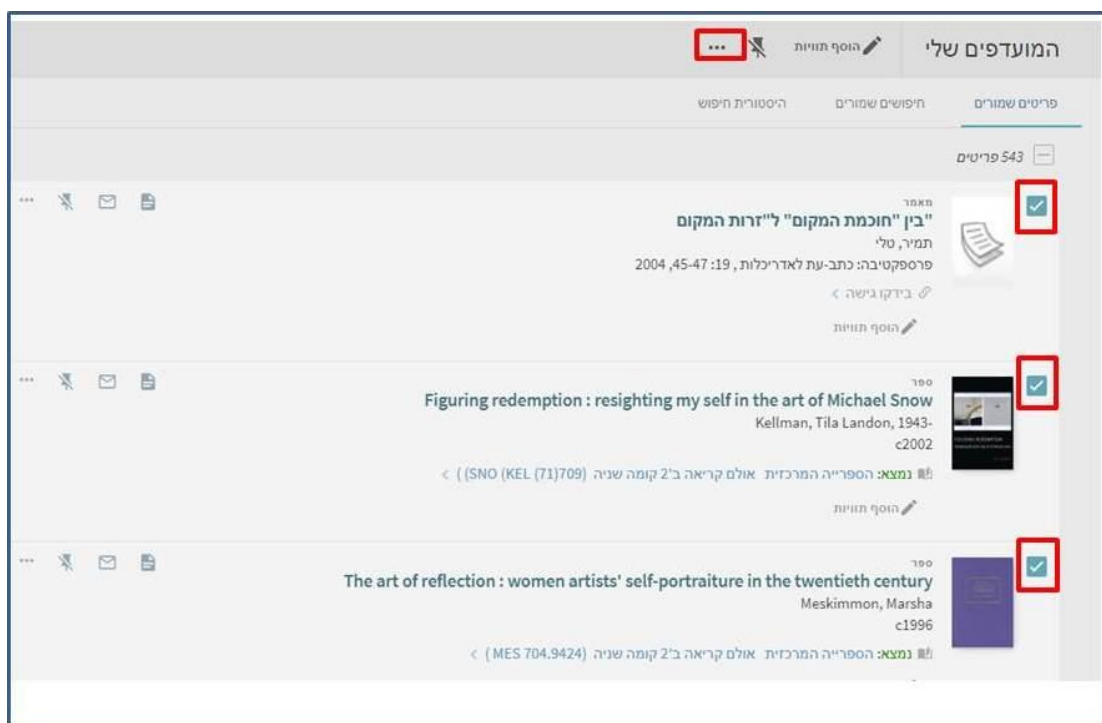 המועדפים שלי
הוסף תוויות
פריטים שמורים
חיפושים שמורים
היסטורית חיפוש
543 פריטים
מאמר
"בין "חוכמת המקום" ל"זרות המקום
תמיר, טלי
פרספקטיבה: כתב-עת לאדריכלות , 19: 45-47, 2004
בידקו גישה >
הוסף תוויות
ספר
Figuring redemption : resighting my self in the art of Michael Snow
Kellman, Tila Landon, 1943-
c2002
נמצא: הספרייה המרכזית אולם קריאה ב'2 קומה שניה (SNO (KEL (71)709) ) >
הוסף תוויות
ספר
The art of reflection : women artists' self-portraiture in the twentieth century
Meskimmon, Marsha
c1996
נמצא: הספרייה המרכזית אולם קריאה ב'2 קומה שניה (MES 704.9424 ) >